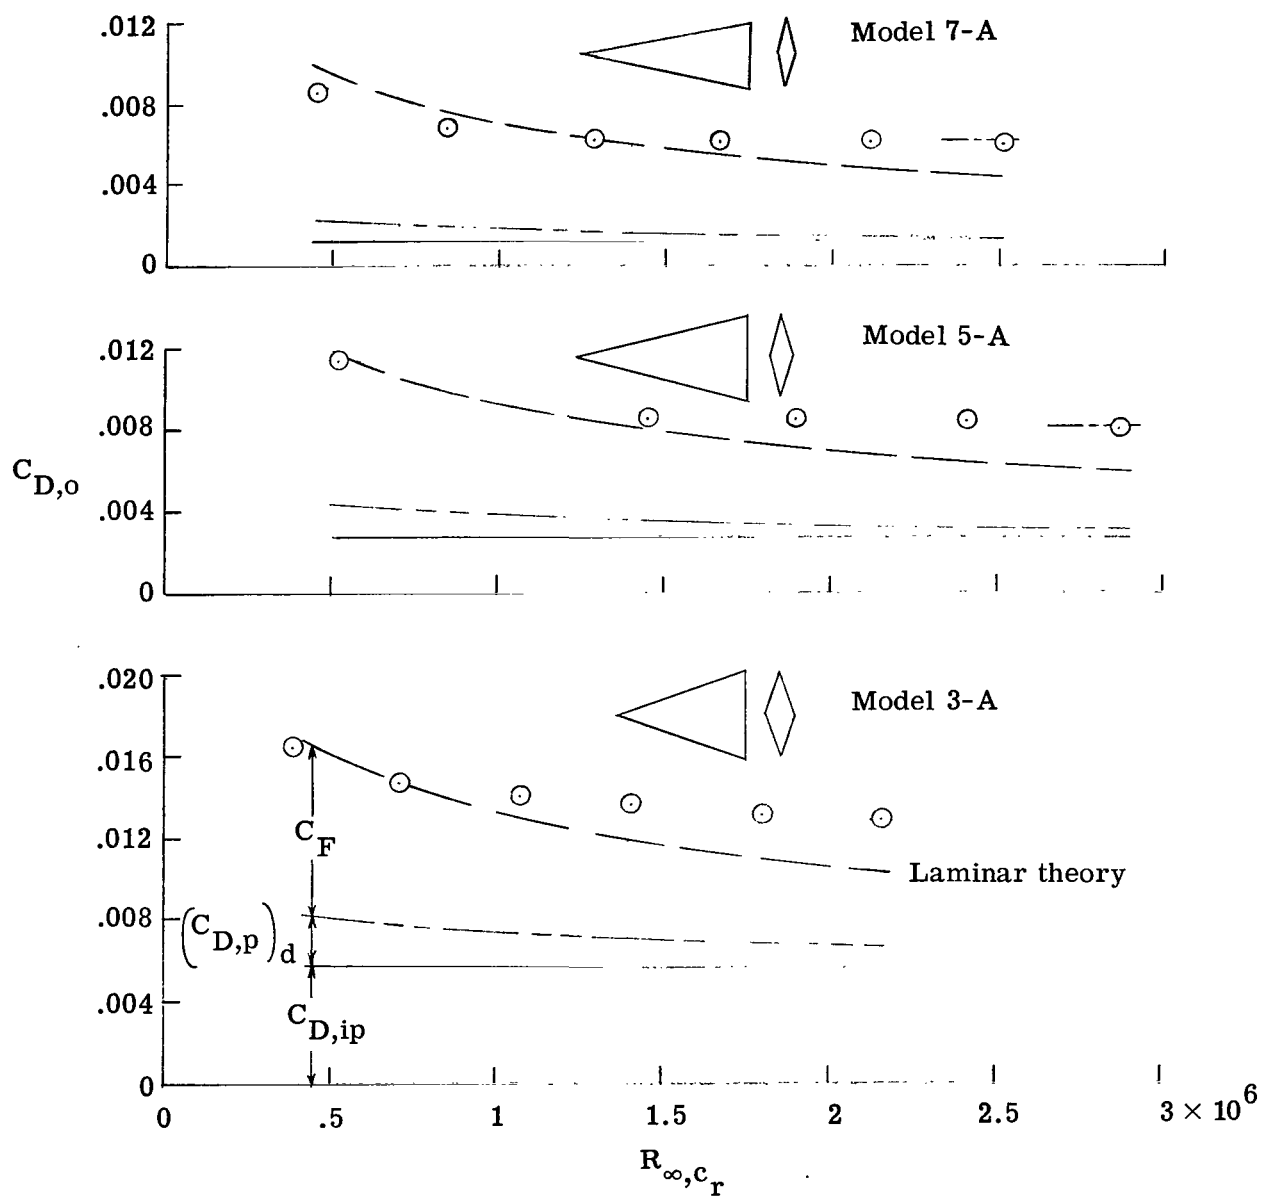 .012
Model 7-A
.008
.004
0
.012
Model 5-A
.008
C_D,o
.004
0
.020
Model 3-A
.016
.012
C_F
Laminar theory
.008
(C_D,p)_d
.004
C_D,ip
0
0 .5 1 1.5 2 2.5 3 × 10^6
R_∞,c_r